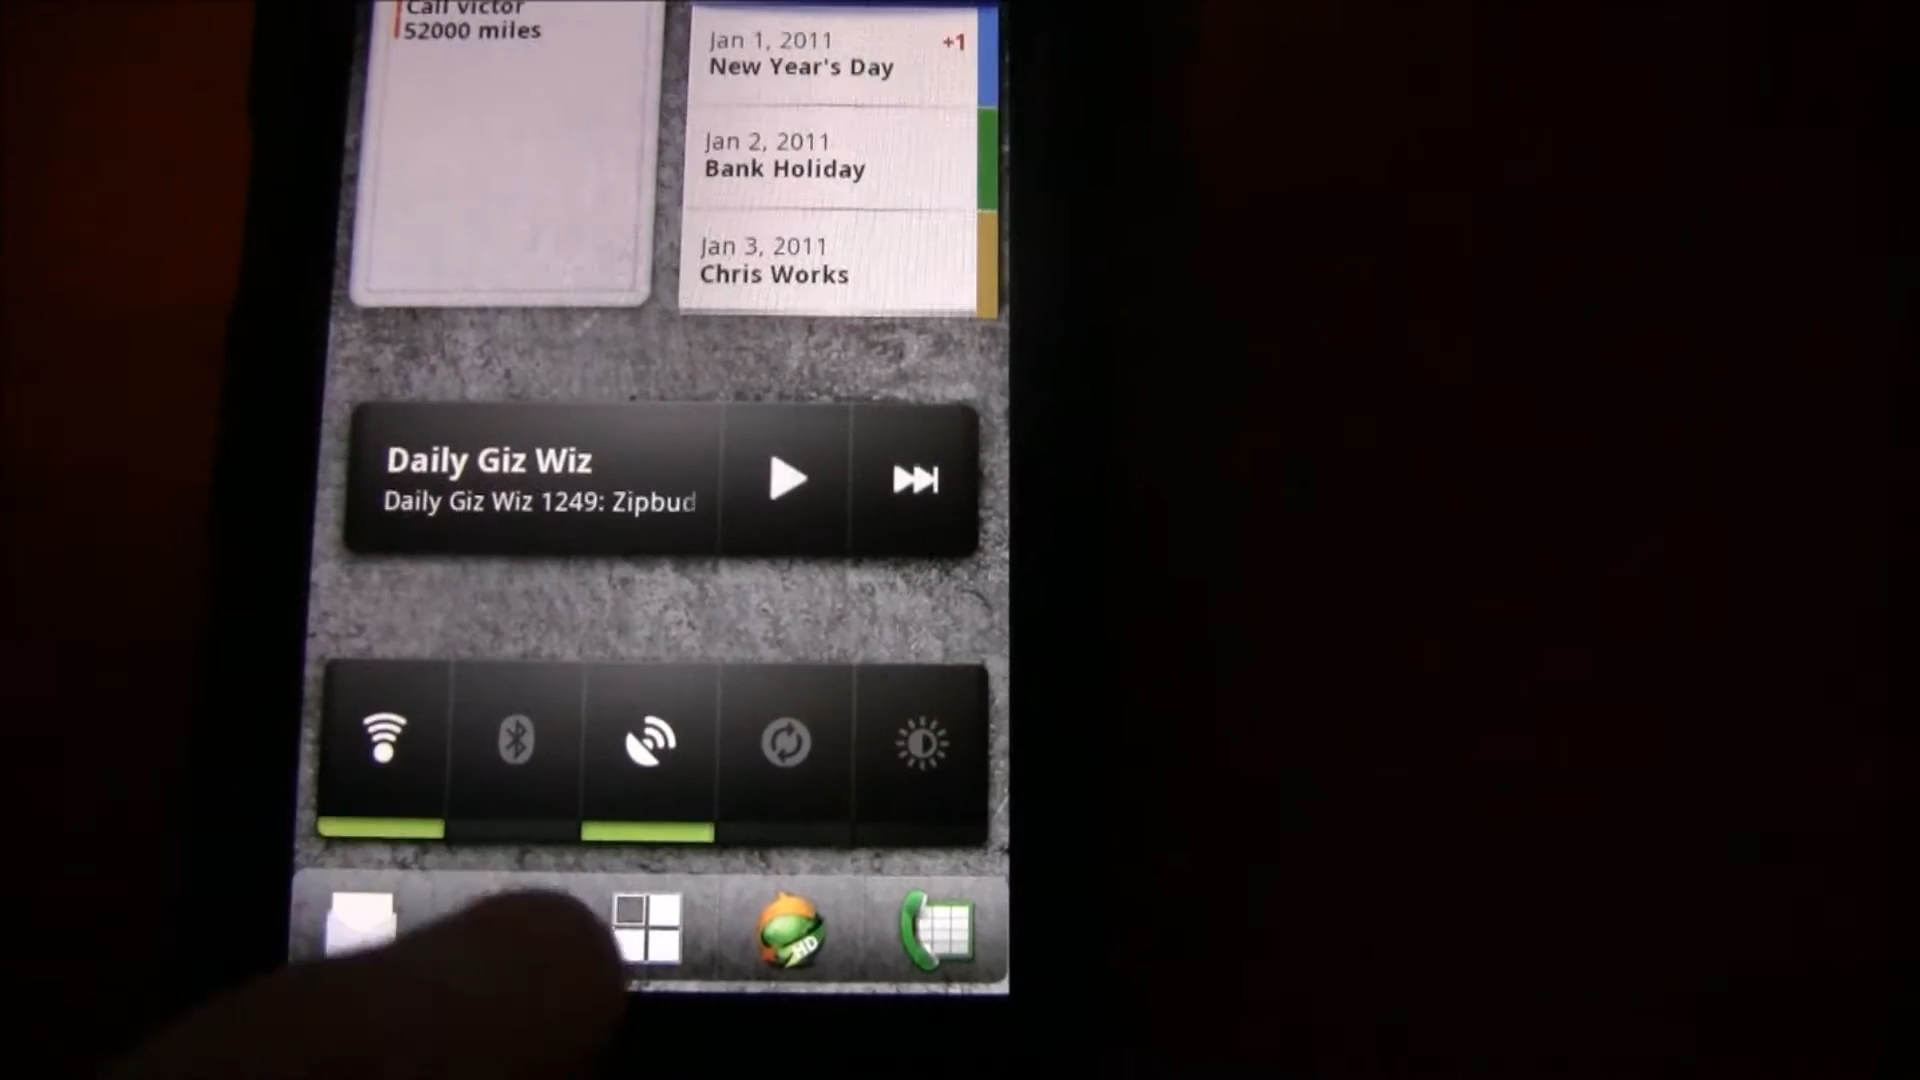 Call victor
52000 miles
Jan 1, 2011 +1
New Year's Day
Jan 2, 2011
Bank Holiday
Jan 3, 2011
Chris Works
Daily Giz Wiz
Daily Giz Wiz 1249: Zipbud
HD